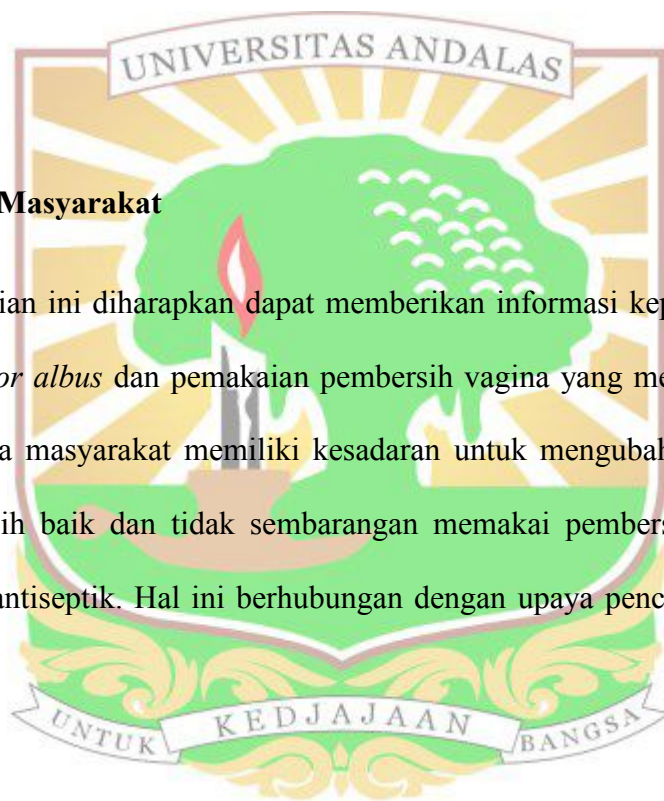 UNIVERSITAS ANDALAS
Masyarakat
ian ini diharapkan dapat memberikan informasi kep
or albus dan pemakaian pembersih vagina yang me
a masyarakat memiliki kesadaran untuk mengubah
ih baik dan tidak sembarangan memakai pembers
antiseptik. Hal ini berhubungan dengan upaya penc
UNTUK KEDJAJAAN BANGSA